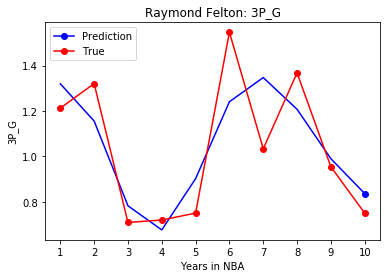 Raymond Felton: 3P_G
Prediction
True
3P_G
1.4
1.2
1.0
0.8
1 2 3 4 5 6 7 8 9 10
Years in NBA